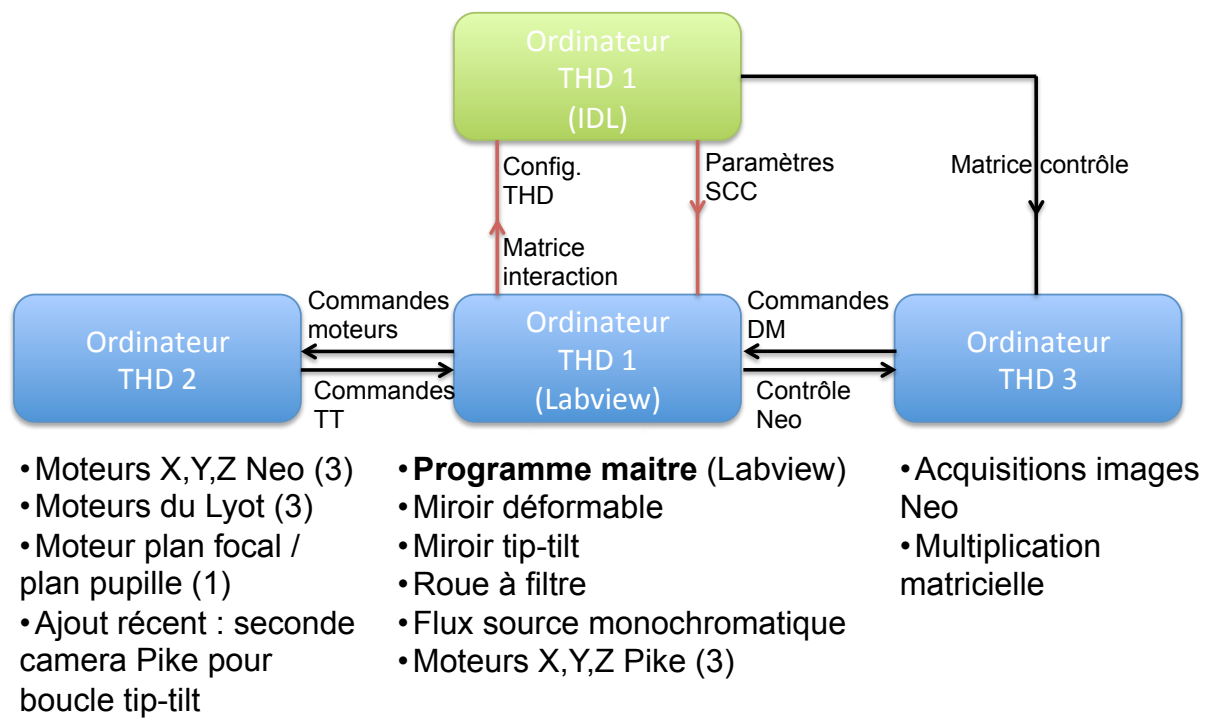 Ordinateur
THD 1
(IDL)
Config.
THD
Paramètres
SCC
Matrice contrôle
Matrice
interaction
Commandes
moteurs
Commandes
DM
Ordinateur
THD 2
Ordinateur
THD 1
(Labview)
Ordinateur
THD 3
Commandes
TT
Contrôle
Neo
•Moteurs X,Y,Z Neo (3)
•Moteurs du Lyot (3)
•Moteur plan focal /
plan pupille (1)
•Ajout récent : seconde
camera Pike pour
boucle tip-tilt
•Programme maitre (Labview)
•Miroir déformable
•Miroir tip-tilt
•Roue à filtre
•Flux source monochromatique
•Moteurs X,Y,Z Pike (3)
•Acquisitions images
Neo
•Multiplication
matricielle